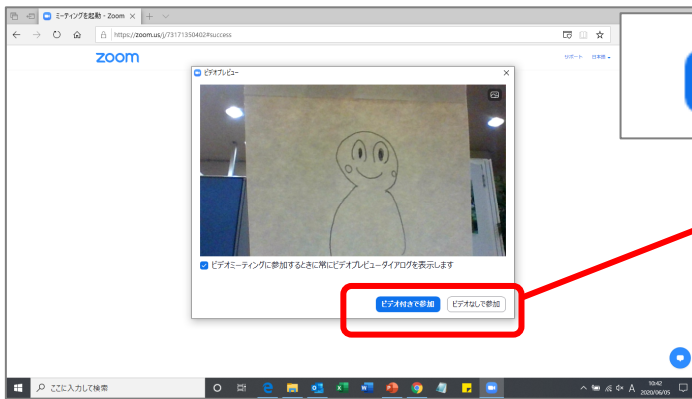 ミーティングを起動 - Zoom
https://zoom.us/j/73171350402#success
zoom
サポート 日本語
ビデオプレビュー
ビデオミーティングに参加するときに常にビデオプレビューダイアログを表示します
ビデオ付きで参加 ビデオなしで参加
ここに入力して検索
A 10:42
2020/06/05